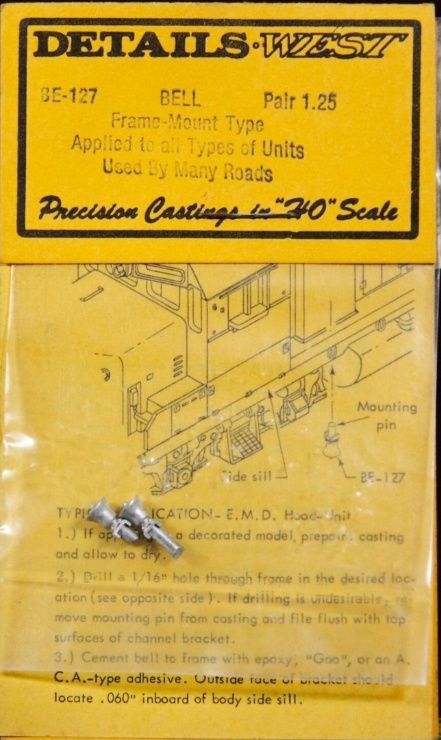 DETAILS·WEST
BE-127 BELL Pair 1.25
Frame-Mount Type
Applied to all Types of Units
Used By Many Roads
Precision Castings in "HO" Scale
Mounting
pin
Side sill
BE-127
ICATION- E.M.D. Hood-Unit
1.) If a decorated model, casting
and allow to dry.
2.) Drill a 1/16" hole through frame in the desired loc-
ation (see opposite side). If drilling is undesirable, re-
move mounting pin from casting and file flush with top
surfaces of channel bracket.
3.) Cement bell to frame with epoxy, "Goo", or an A.
C.A.-type adhesive. Outside face of bracket should
locate .060" inboard of body side sill.